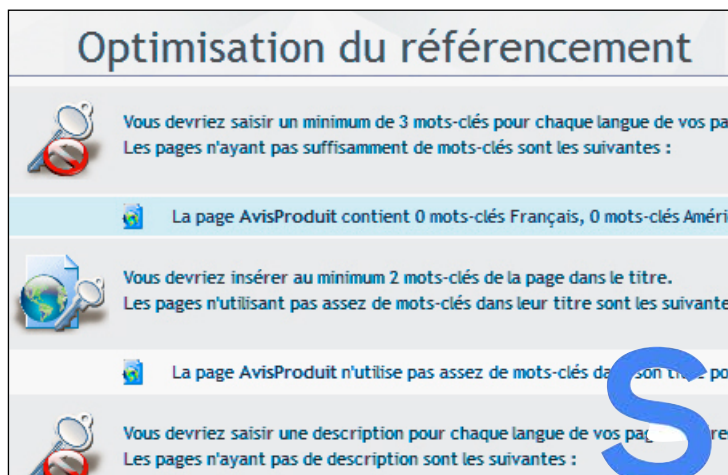 Optimisation du référencement
Vous devriez saisir un minimum de 3 mots-clés pour chaque langue de vos
Les pages n'ayant pas suffisamment de mots-clés sont les suivantes :
La page AvisProduit contient 0 mots-clés Français, 0 mots-clés
Vous devriez insérer au minimum 2 mots-clés de la page dans le titre.
Les pages n'utilisant pas assez de mots-clés dans leur titre sont les
La page AvisProduit n'utilise pas assez de mots-clés son
Vous devriez saisir une description pour chaque langue de vos
Les pages n'ayant pas de description sont les suivantes :
S